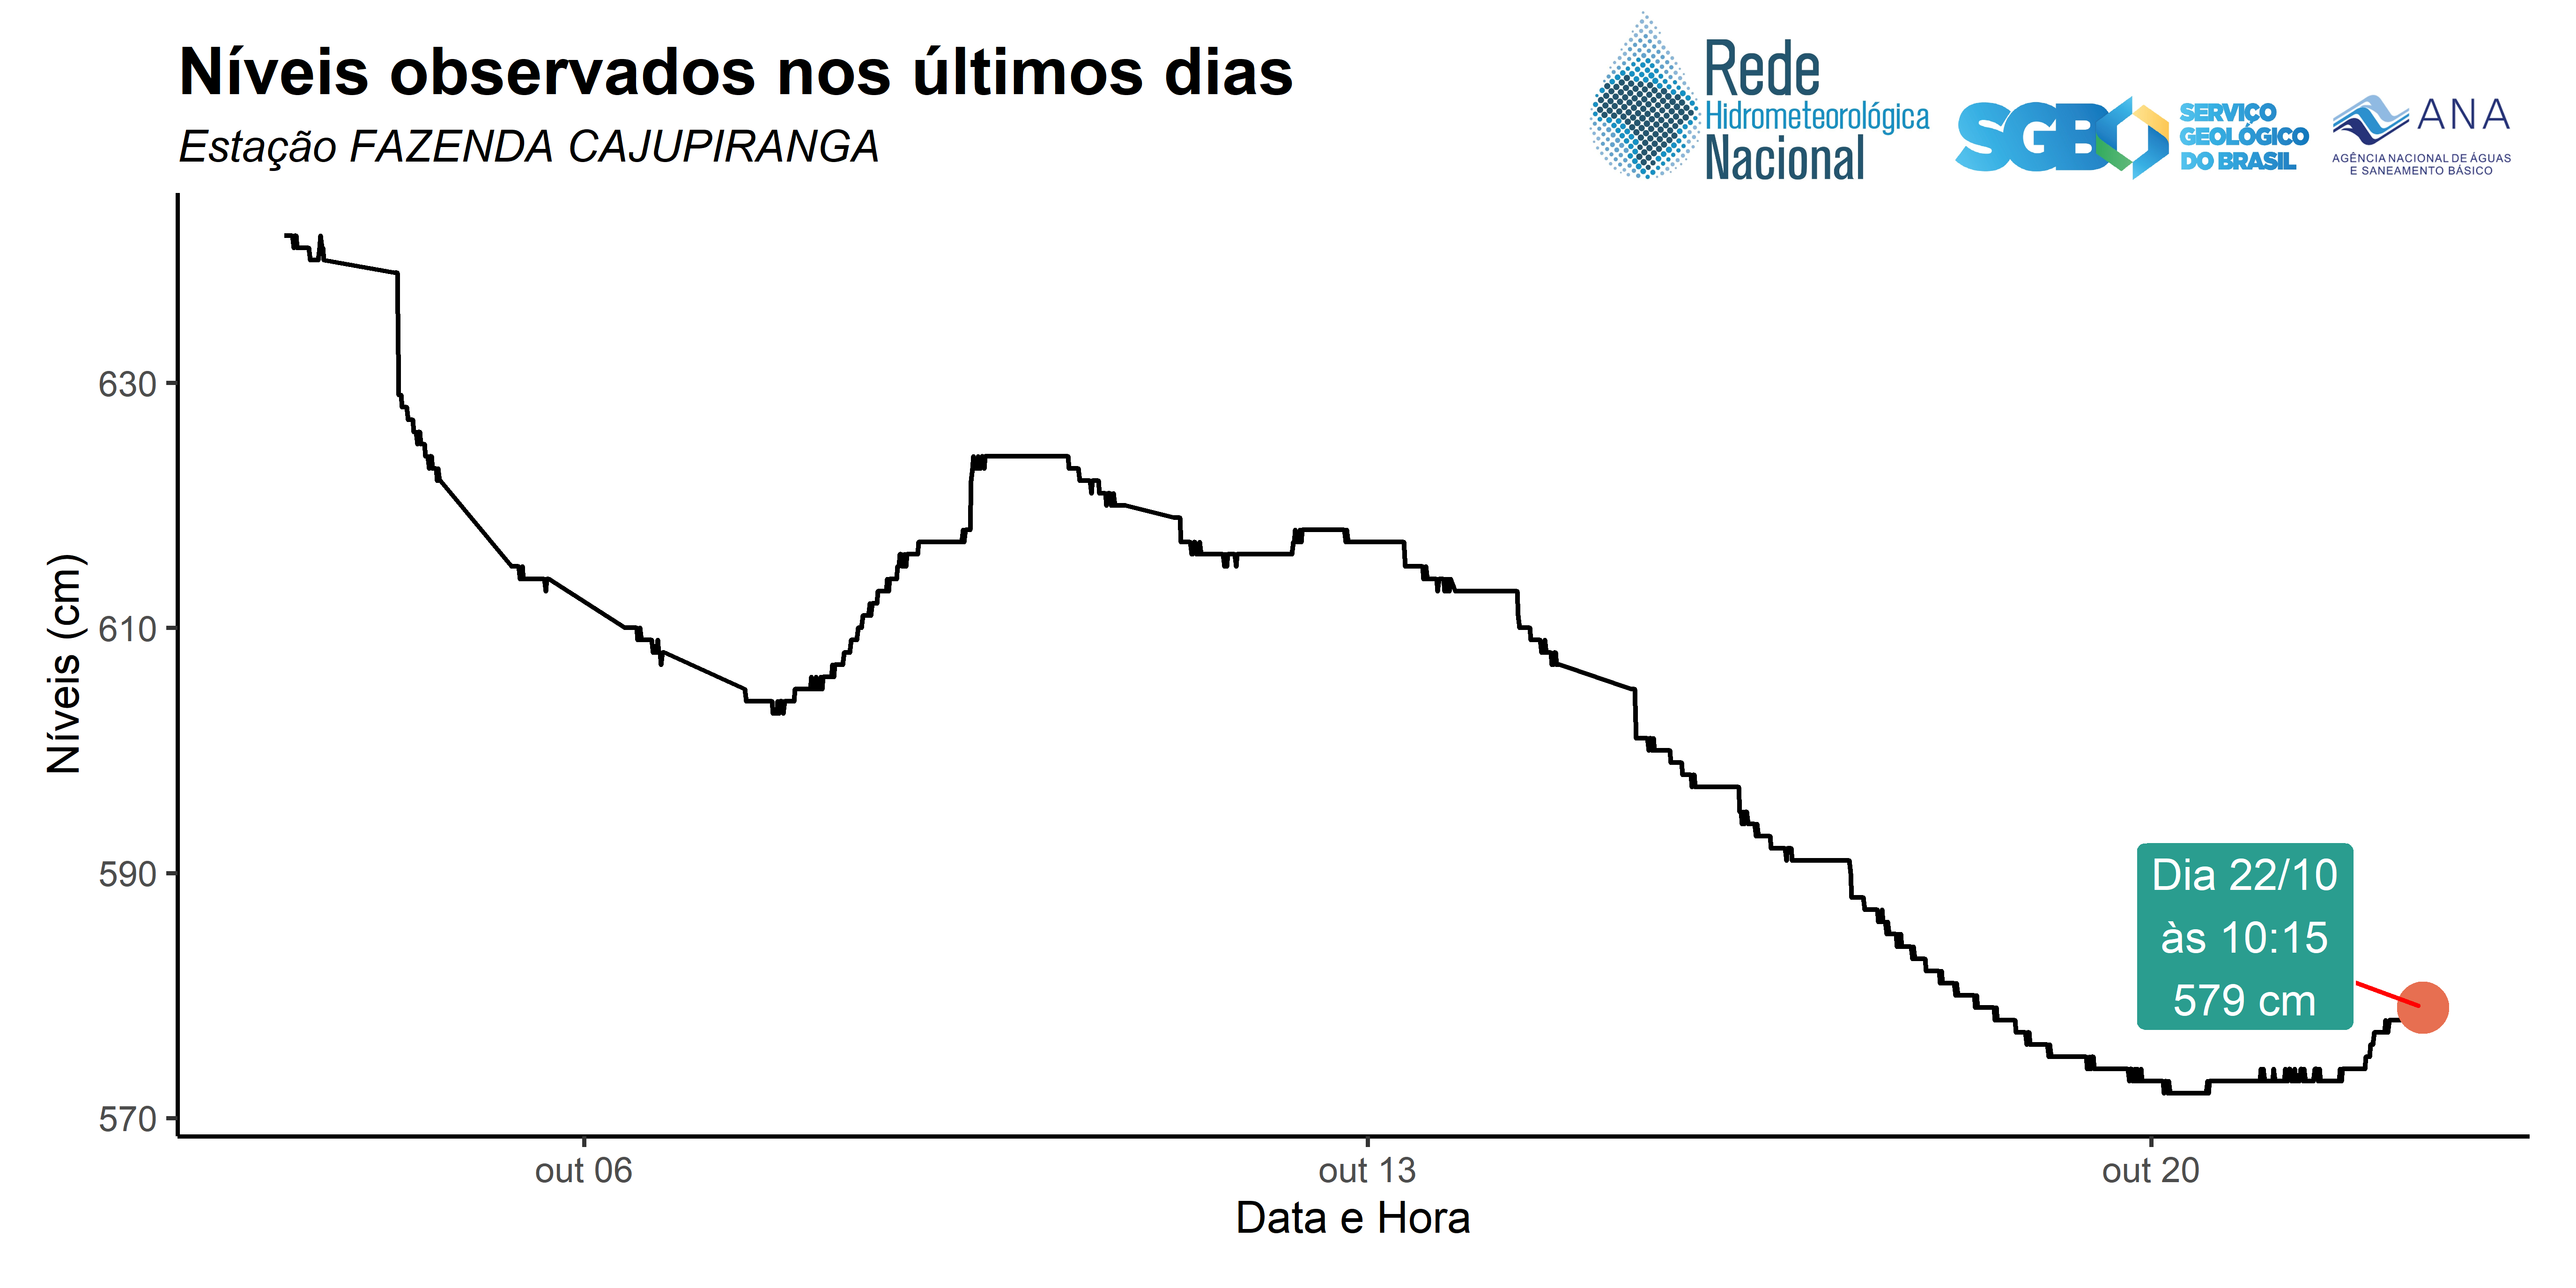 Níveis observados nos últimos dias
Estação FAZENDA CAJUPIRANGA
Rede
Hidrometeorológica
Nacional
SGB
SERVIÇO
GEOLÓGICO
DO BRASIL
ANA
AGÊNCIA NACIONAL DE ÁGUAS
E SANEAMENTO BÁSICO
Níveis (cm)
630
610
590
570
Dia 22/10
às 10:15
579 cm
out 06
out 13
out 20
Data e Hora